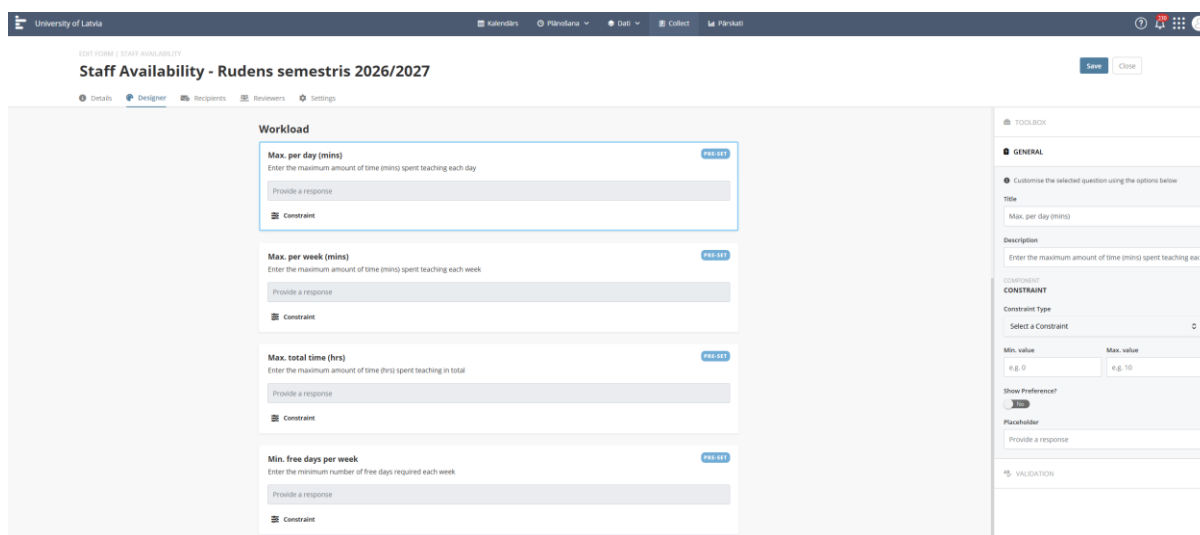 University of Latvia
Kalendārs
Plānošana
Dati
Collect
Pārskati
EDIT FORM | STAFF AVAILABILITY
Staff Availability - Rudens semestris 2026/2027
Save
Close
Details
Designer
Recipients
Reviewers
Settings
Workload
Max. per day (mins)
PRE-SET
Enter the maximum amount of time (mins) spent teaching each day
Provide a response
Constraint
Max. per week (mins)
PRE-SET
Enter the maximum amount of time (mins) spent teaching each week
Provide a response
Constraint
Max. total time (hrs)
PRE-SET
Enter the maximum amount of time (hrs) spent teaching in total
Provide a response
Constraint
Min. free days per week
PRE-SET
Enter the minimum number of free days required each week
Provide a response
Constraint
TOOLBOX
GENERAL
Customise the selected question using the options below
Title
Max. per day (mins)
Description
Enter the maximum amount of time (mins) spent teaching eac
COMPONENT
CONSTRAINT
Constraint Type
Select a Constraint
Min. value
Max. value
e.g. 0
e.g. 10
Show Preference?
No
Placeholder
Provide a response
VALIDATION